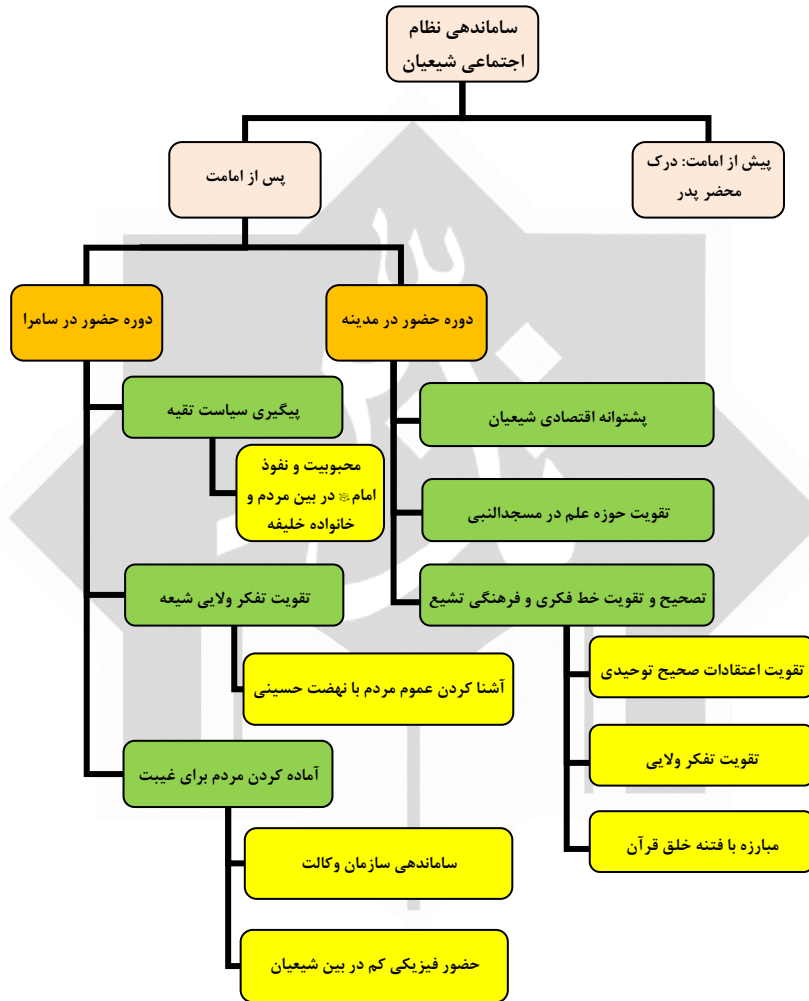 ساماندهی نظام
اجتماعی شیعیان
پیش از امامت: درک
محضر پدر
پس از امامت
دوره حضور در مدینه
پشتوانه اقتصادی شیعیان
تقویت حوزه علم در مسجدالنبی
تصحیح و تقویت خط فکری و فرهنگی تشیع
تقویت اعتقادات صحیح توحیدی
تقویت تفکر ولایی
مبارزه با فتنه خلق قرآن
دوره حضور در سامرا
پیگیری سیاست تقیه
محبوبیت و نفوذ
امام در بین مردم و
خانواده خلیفه
تقویت تفکر ولایی شیعه
آشنا کردن عموم مردم با نهضت حسینی
آماده کردن مردم برای غیبت
ساماندهی سازمان وکالت
حضور فیزیکی کم در بین شیعیان